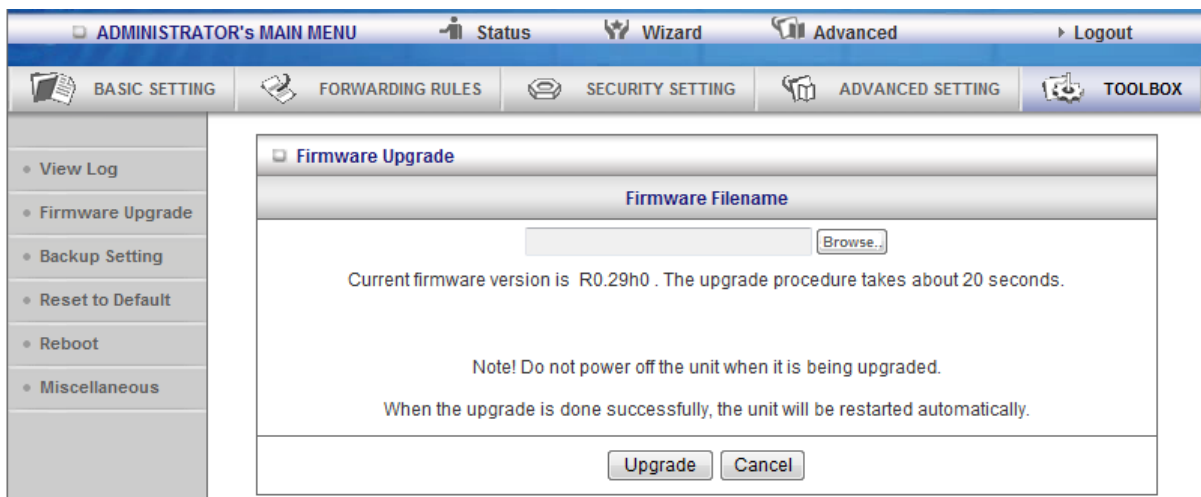 ADMINISTRATOR's MAIN MENU Status Wizard Advanced Logout
BASIC SETTING FORWARDING RULES SECURITY SETTING ADVANCED SETTING TOOLBOX
View Log
Firmware Upgrade
Backup Setting
Reset to Default
Reboot
Miscellaneous
Firmware Upgrade
Firmware Filename
Browse..
Current firmware version is R0.29h0 . The upgrade procedure takes about 20 seconds.
Note! Do not power off the unit when it is being upgraded.
When the upgrade is done successfully, the unit will be restarted automatically.
Upgrade Cancel